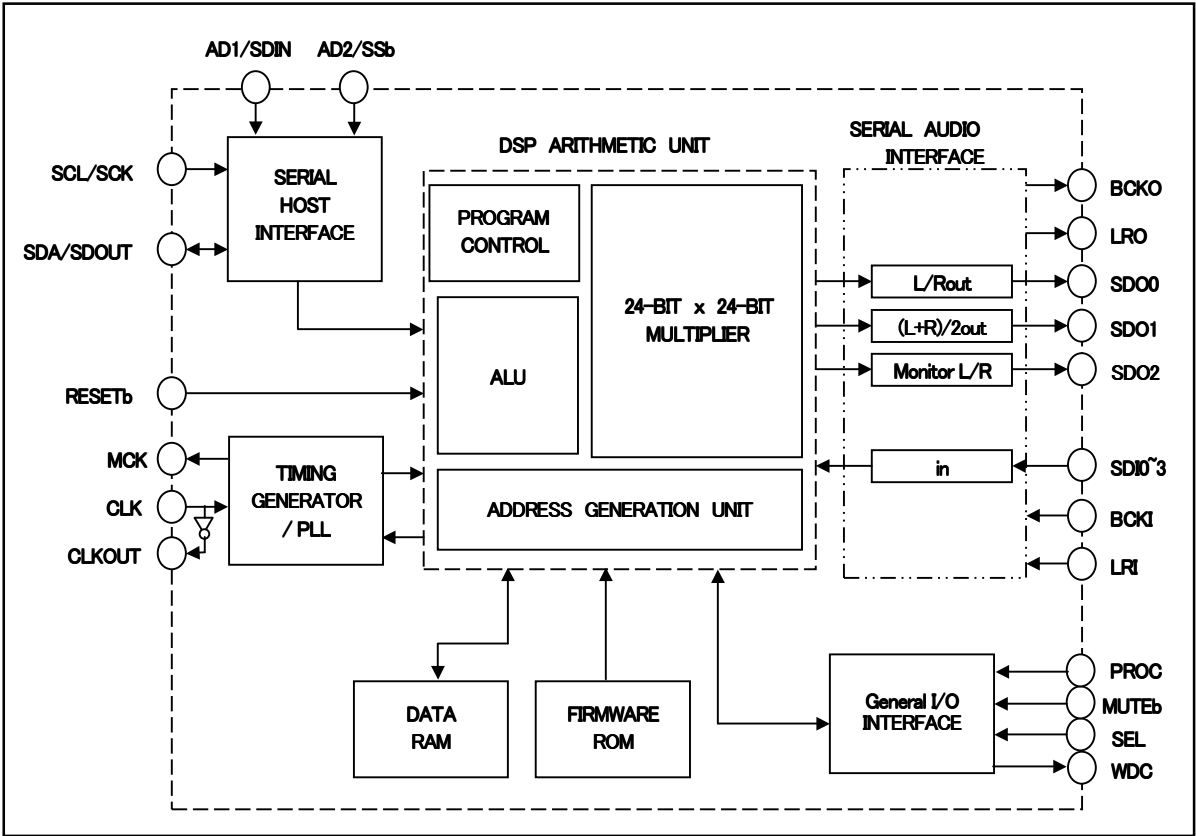 AD1/SDIN
AD2/SSb
SCL/SCK
SDA/SDOUT
RESETb
MCK
CLK
CLKOUT
SERIAL
HOST
INTERFACE
TIMING
GENERATOR
/ PLL
DSP ARITHMETIC UNIT
PROGRAM
CONTROL
ALU
24-BIT x 24-BIT
MULTIPLIER
ADDRESS GENERATION UNIT
DATA
RAM
FIRMWARE
ROM
SERIAL AUDIO
INTERFACE
L/Rout
(L+R)/2out
Monitor L/R
in
General I/O
INTERFACE
BCKO
LRO
SDO0
SDO1
SDO2
SDI0~3
BCKI
LRI
PROC
MUTEb
SEL
WDC